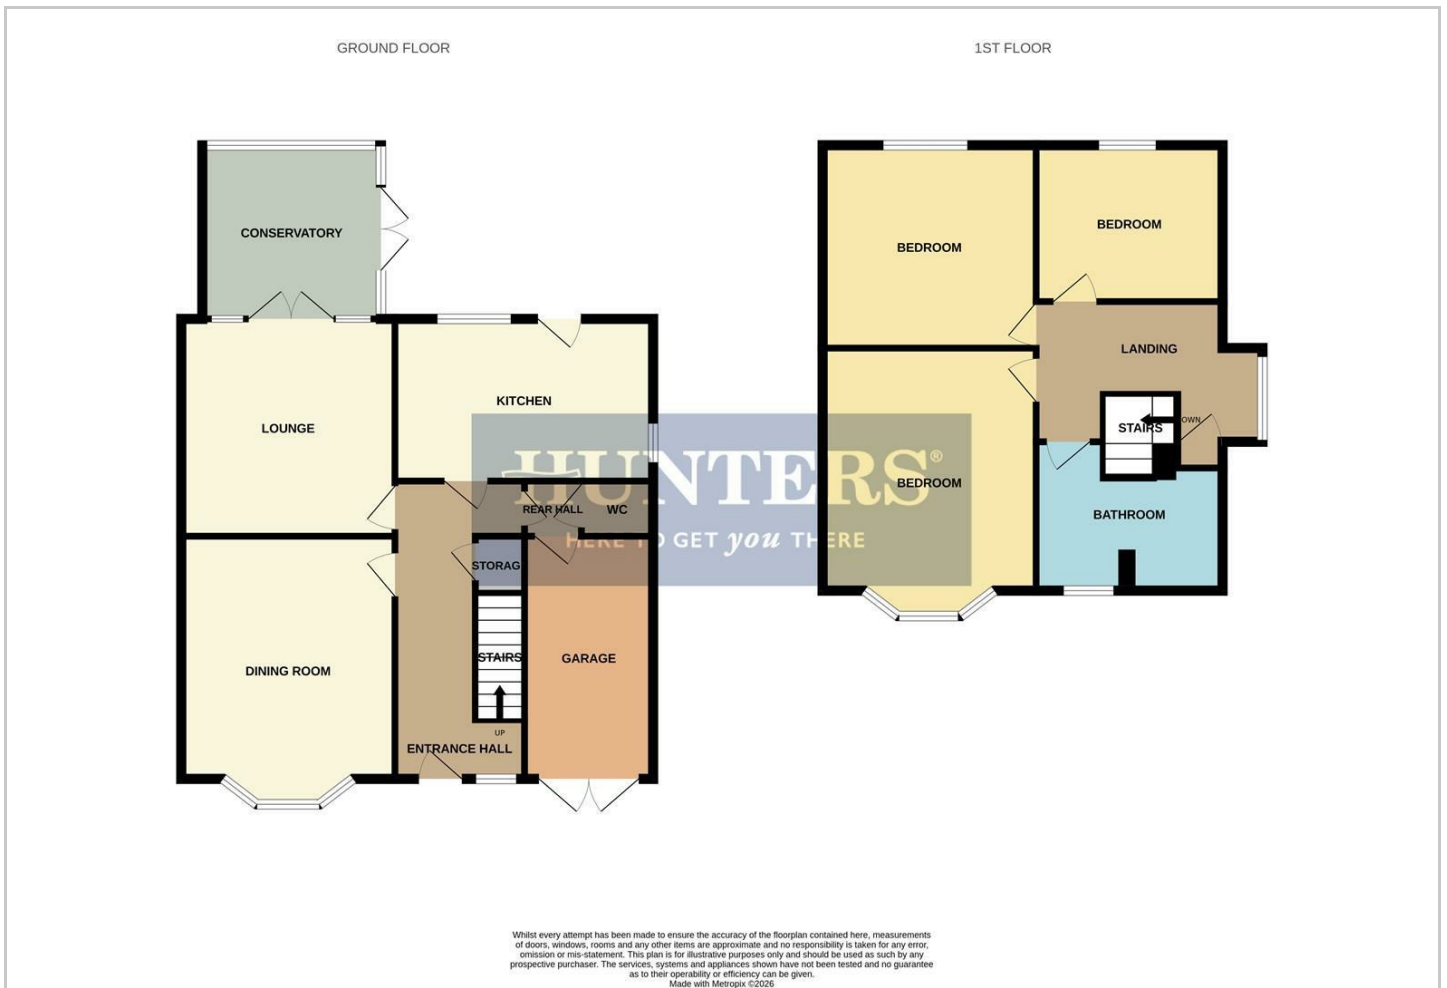 GROUND FLOOR
1ST FLOOR
CONSERVATORY
LOUNGE
KITCHEN
REAR HALL
WC
STORAG
DINING ROOM
STAIRS
GARAGE
UP
ENTRANCE HALL
BEDROOM
BEDROOM
LANDING
STAIRS
OWN
BEDROOM
BATHROOM
HUNTERS®
HERE TO GET you THERE
Whilst every attempt has been made to ensure the accuracy of the floorplan contained here, measurements
of doors, windows, rooms and any other items are approximate and no responsibility is taken for any error,
omission or mis-statement. This plan is for illustrative purposes only and should be used as such by any
prospective purchaser. The services, systems and appliances shown have not been tested and no guarantee
as to their operability or efficiency can be given.
Made with Metropix ©2026